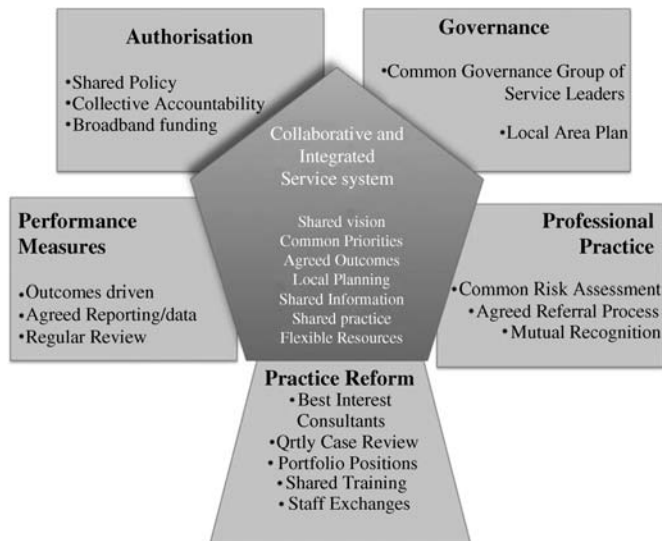 Authorisation
•Shared Policy
•Collective Accountability
•Broadband funding
Governance
•Common Governance Group of
Service Leaders
•Local Area Plan
Collaborative and
Integrated
Service system
Shared vision
Common Priorities
Agreed Outcomes
Local Planning
Shared Information
Shared practice
Flexible Resources
Performance
Measures
•Outcomes driven
•Agreed Reporting/data
•Regular Review
Professional
Practice
•Common Risk Assessment
•Agreed Referral Process
•Mutual Recognition
Practice Reform
•Best Interest
Consultants
•Qrtly Case Review
•Portfolio Positions
•Shared Training
•Staff Exchanges